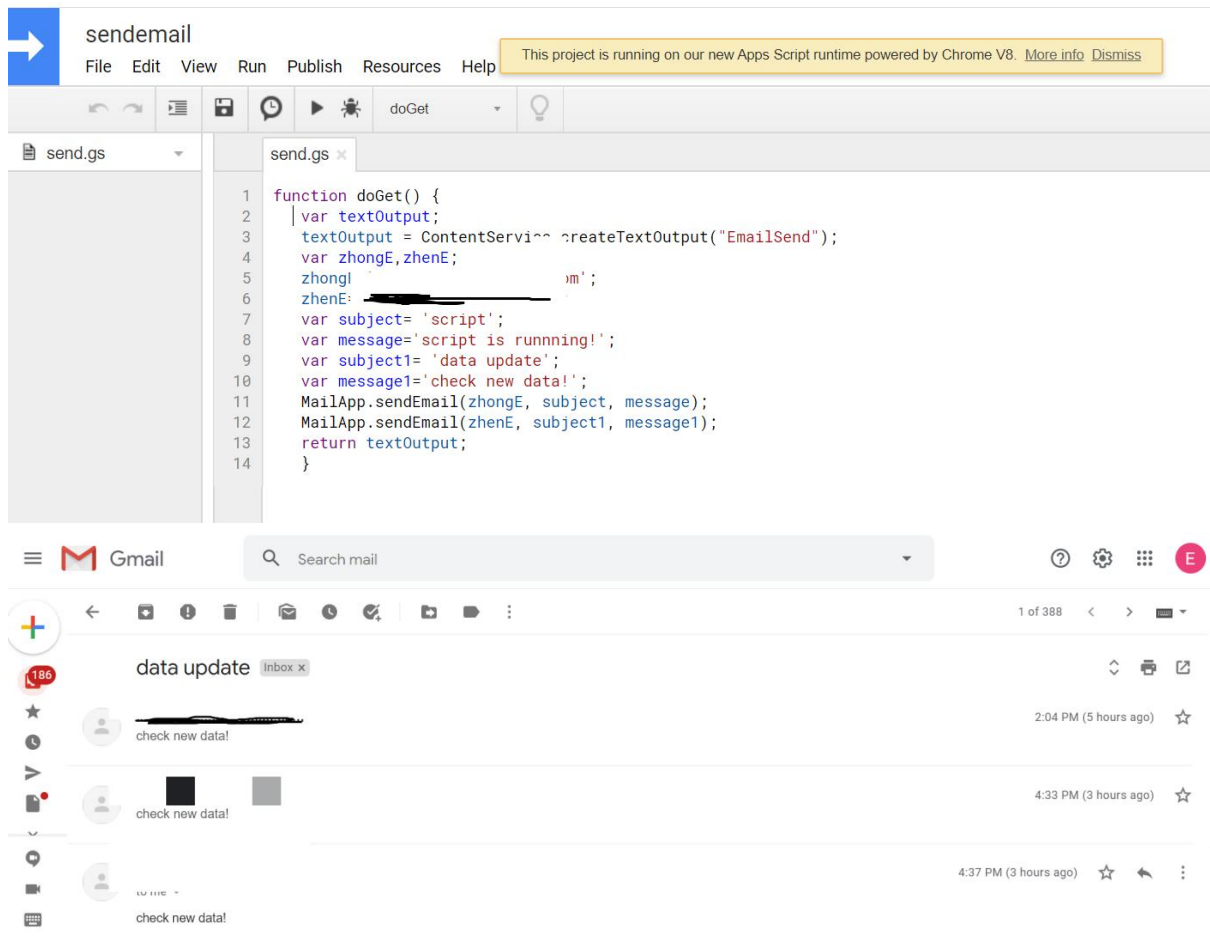 sendemail
This project is running on our new Apps Script runtime powered by Chrome V8. More info Dismiss
File Edit View Run Publish Resources Help
doGet
send.gs
send.gs ×
1 function doGet() {
2 var textOutput;
3 textOutput = createTextOutput("EmailSend");
4 var zhongE,zhenE;
5 ';
6 zhenE
7 var subject= 'script';
8 var message='script is runnning!';
9 var subject1= 'data update';
10 var message1='check new data!';
11 MailApp.sendEmail(zhongE, subject, message);
12 MailApp.sendEmail(zhenE, subject1, message1);
13 return textOutput;
14 }
Gmail
Search mail
E
1 of 388
186
data update Inbox x
2:04 PM (5 hours ago)
check new data!
4:33 PM (3 hours ago)
check new data!
4:37 PM (3 hours ago)
check new data!